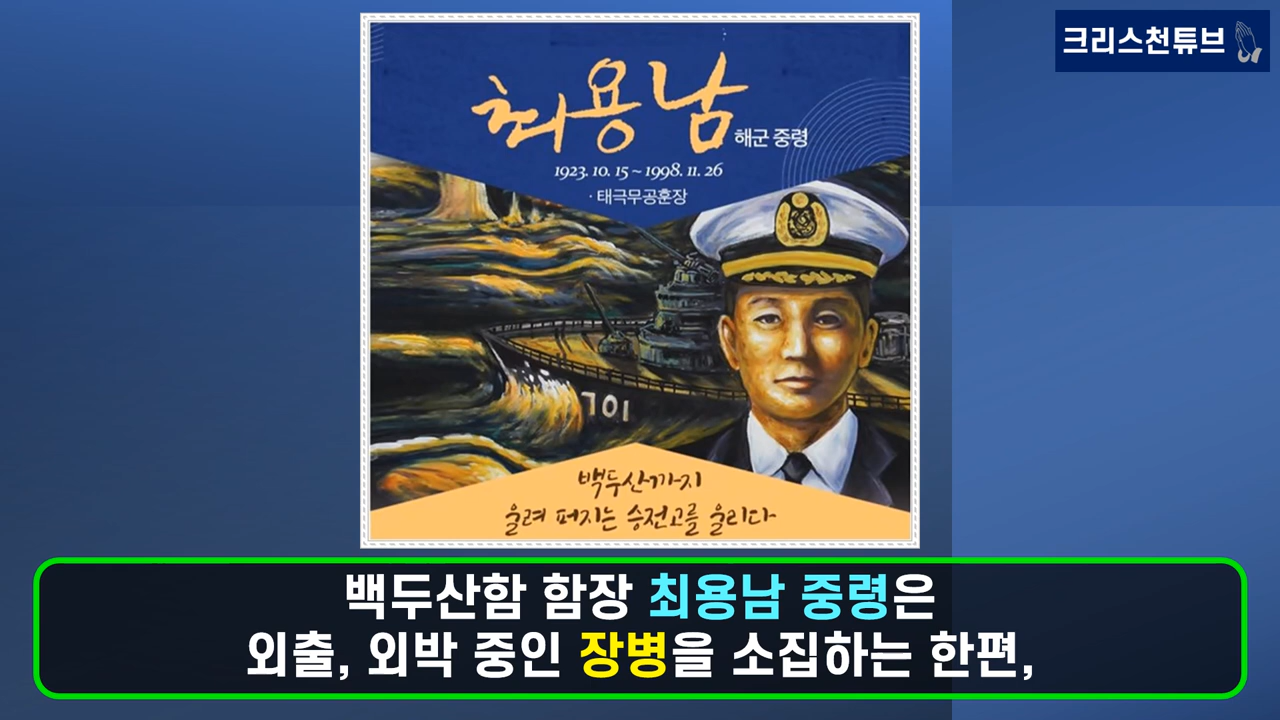 크리스천튜브
최용남
해군 중령
1923. 10. 15 ~ 1998. 11. 26
· 태극무공훈장
701
백두산까지
울려 퍼지는 승전고를 울리다
백두산함 함장 최용남 중령은
외출, 외박 중인 장병을 소집하는 한편,